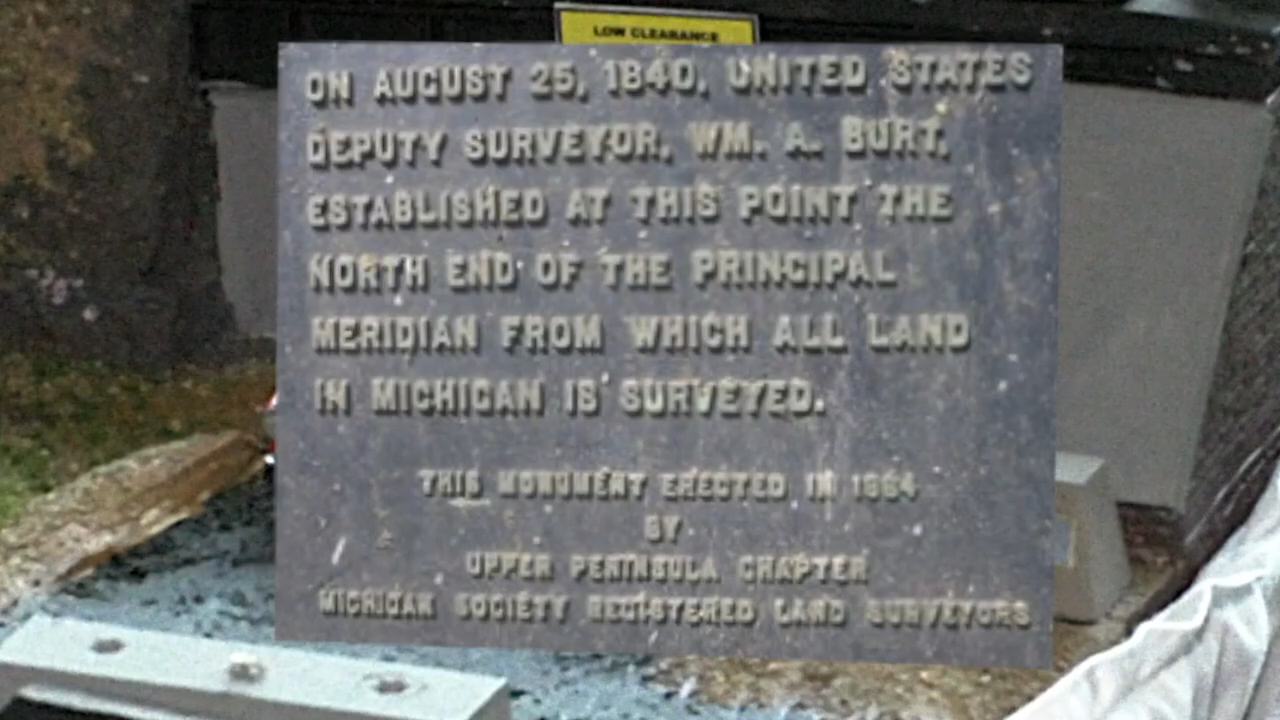 LOW CLEARANCE
ON AUGUST 25, 1840, UNITED STATES
DEPUTY SURVEYOR, WM. A. BURT,
ESTABLISHED AT THIS POINT THE
NORTH END OF THE PRINCIPAL
MERIDIAN FROM WHICH ALL LAND
IN MICHIGAN IS SURVEYED.
THIS MONUMENT ERECTED IN 1984
BY
UPPER PENINSULA CHAPTER
MICHIGAN SOCIETY REGISTERED LAND SURVEYORS